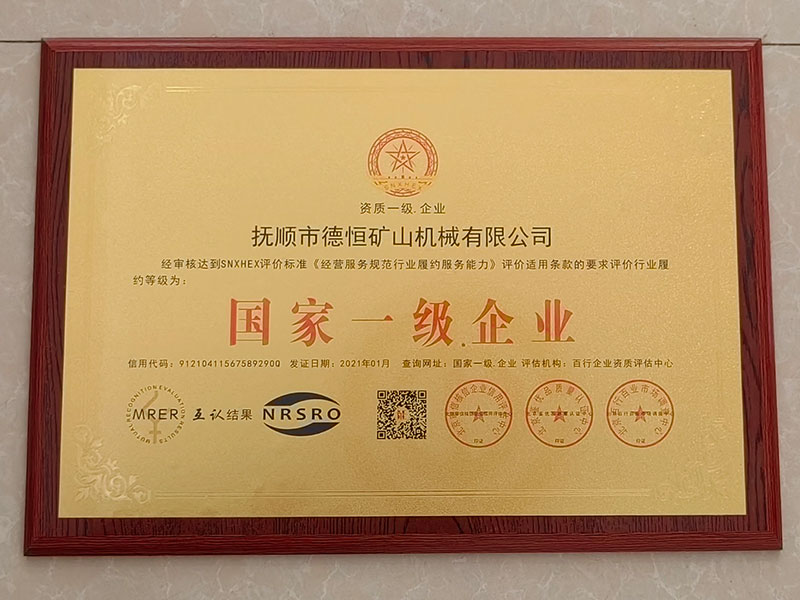 资质一级.企业
抚顺市德恒矿山机械有限公司
经审核达到SNXHEX评价标准《经营服务规范行业履约服务能力》评价适用条款的要求评价行业履
约等级为：
国家一级.企业
信用代码：91210411567589290Q 发证日期：2021年01月 查询网址：国家一级.企业 评估机构：百行企业资质评估中心
MUTUAL RECOGNITION EVALUATION RESULTS
MRER 互认结果 NRSRO